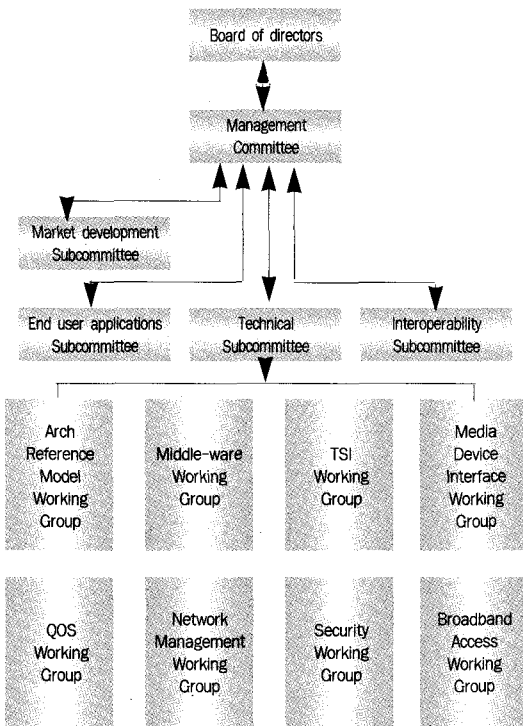 Board of directors
Management
Committee
Market development
Subcommittee
End user applications
Subcommittee
Technical
Subcommittee
Interoperability
Subcommittee
Arch
Reference
Model
Working
Group
Middle-ware
Working
Group
TSI
Working
Group
Media
Device
Interface
Working
Group
QOS
Working
Group
Network
Management
Working
Group
Security
Working
Group
Broadband
Access
Working
Group